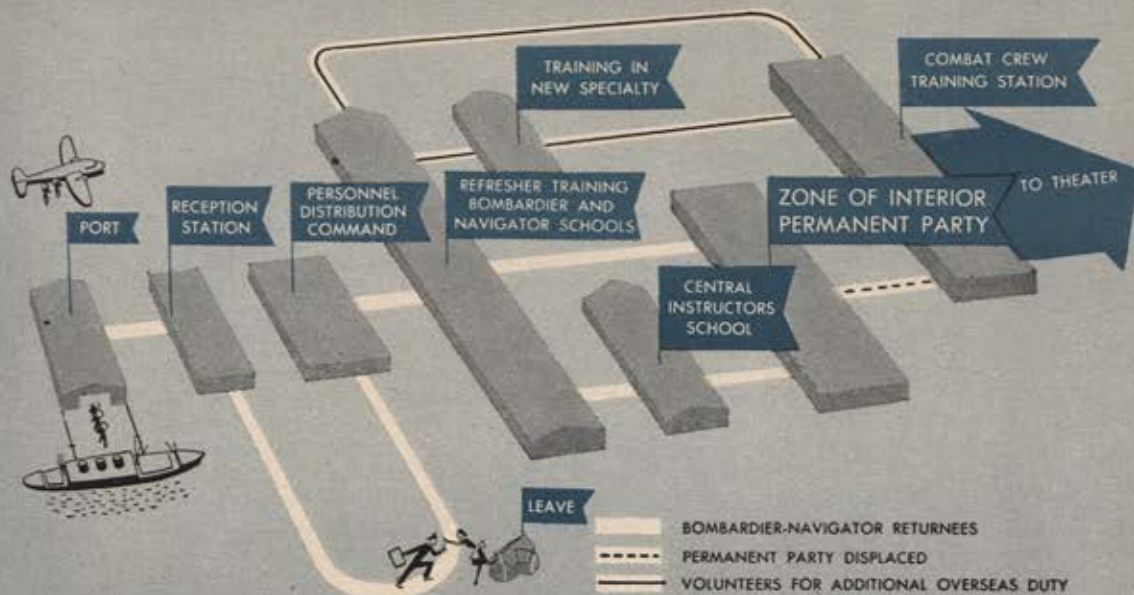 TRAINING IN
NEW SPECIALTY
COMBAT CREW
TRAINING STATION
PORT
RECEPTION
STATION
PERSONNEL
DISTRIBUTION
COMMAND
REFRESHER TRAINING
BOMBARDIER AND
NAVIGATOR SCHOOLS
ZONE OF INTERIOR
PERMANENT PARTY
TO THEATER
CENTRAL
INSTRUCTORS
SCHOOL
LEAVE
BOMBARDIER-NAVIGATOR RETURNEES
PERMANENT PARTY DISPLACED
VOLUNTEERS FOR ADDITIONAL OVERSEAS DUTY